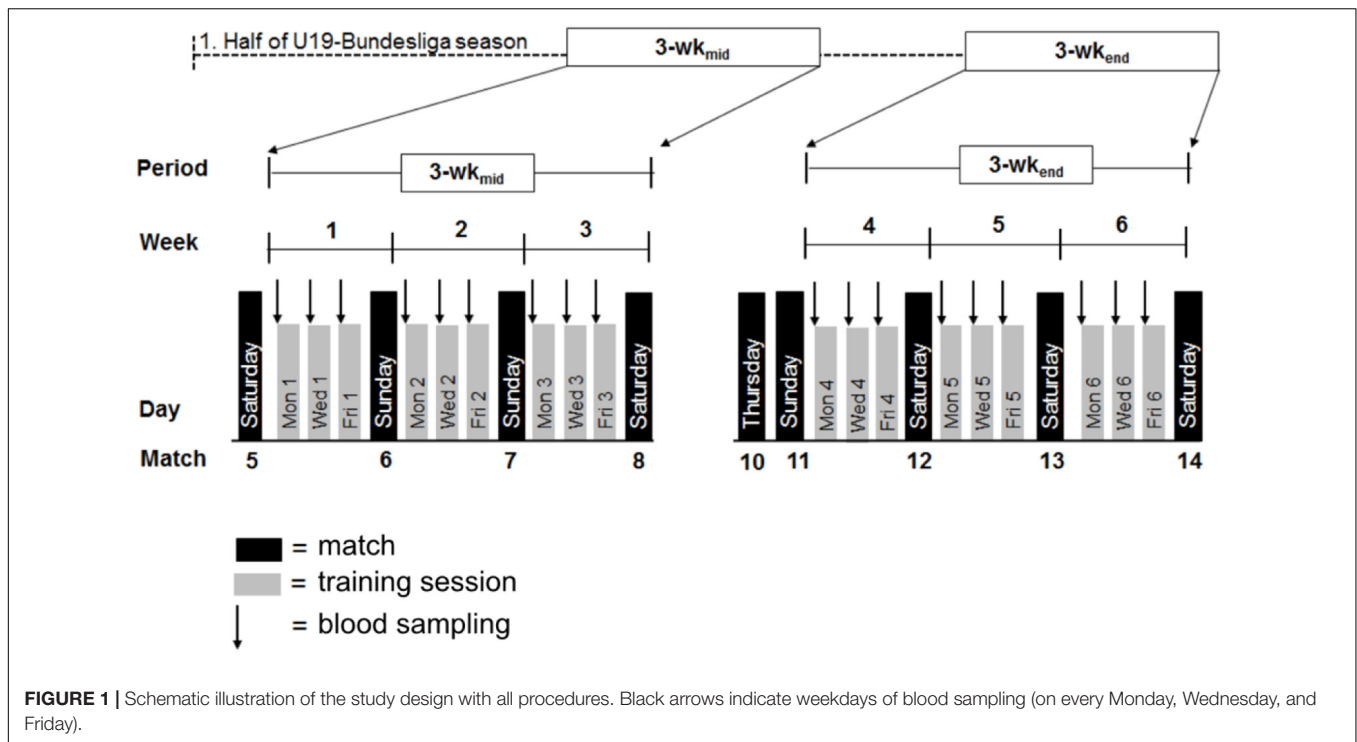 1. Half of U19-Bundesliga season
3-wkmid
3-wkend
Period
3-wkmid
3-wkend
Week
1 2 3 4 5 6
Day
Saturday Mon 1 Wed 1 Fri 1 Sunday Mon 2 Wed 2 Fri 2 Sunday Mon 3 Wed 3 Fri 3 Saturday Thursday Sunday Mon 4 Wed 4 Fri 4 Saturday Mon 5 Wed 5 Fri 5 Saturday Mon 6 Wed 6 Fri 6 Saturday
Match 5 6 7 8 10 11 12 13 14
= match
= training session
= blood sampling
FIGURE 1 | Schematic illustration of the study design with all procedures. Black arrows indicate weekdays of blood sampling (on every Monday, Wednesday, and
Friday).